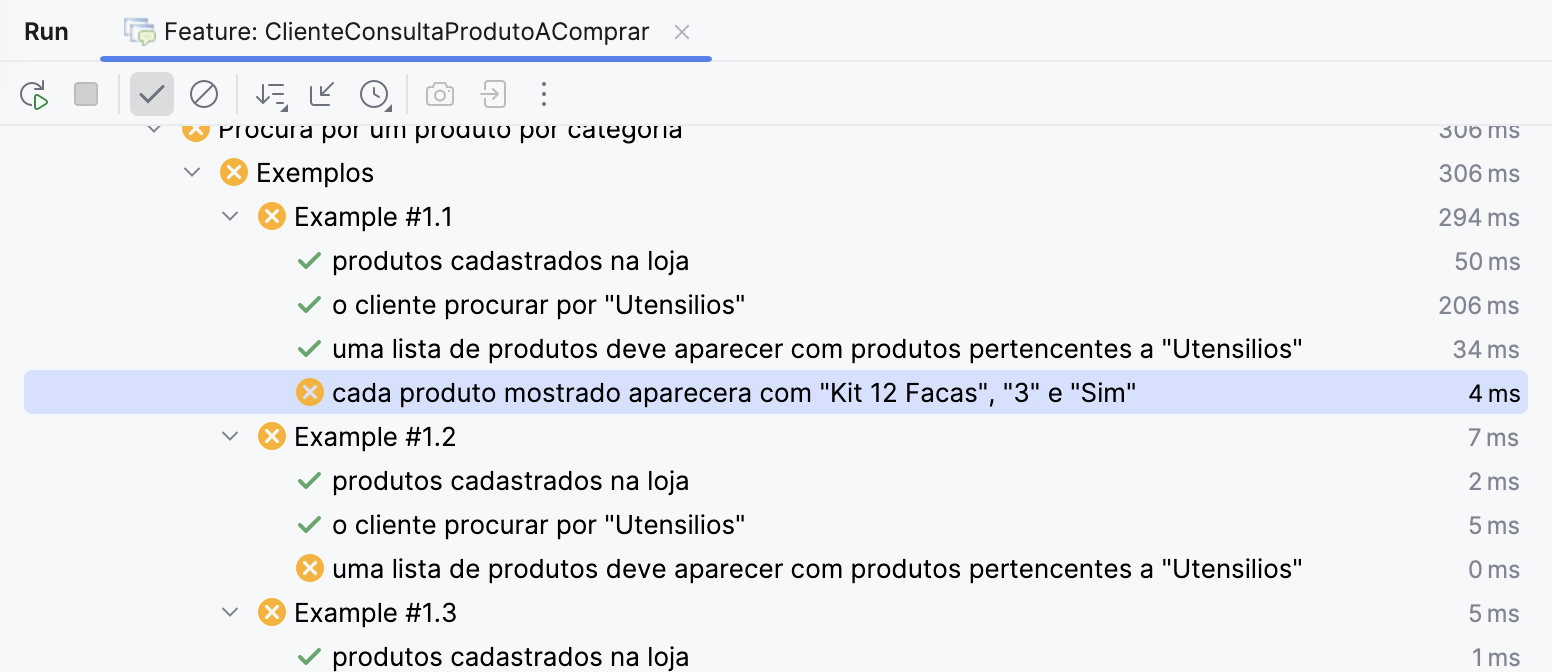 Run Feature: ClienteConsultaProdutoAComprar
Procura por um produto por categoria 306 ms
Exemplos 306 ms
Example #1.1 294 ms
produtos cadastrados na loja 50 ms
o cliente procurar por "Utensilios" 206 ms
uma lista de produtos deve aparecer com produtos pertencentes a "Utensilios" 34 ms
cada produto mostrado aparecera com "Kit 12 Facas", "3" e "Sim" 4 ms
Example #1.2 7 ms
produtos cadastrados na loja 2 ms
o cliente procurar por "Utensilios" 5 ms
uma lista de produtos deve aparecer com produtos pertencentes a "Utensilios" 0 ms
Example #1.3 5 ms
produtos cadastrados na loja 1 ms